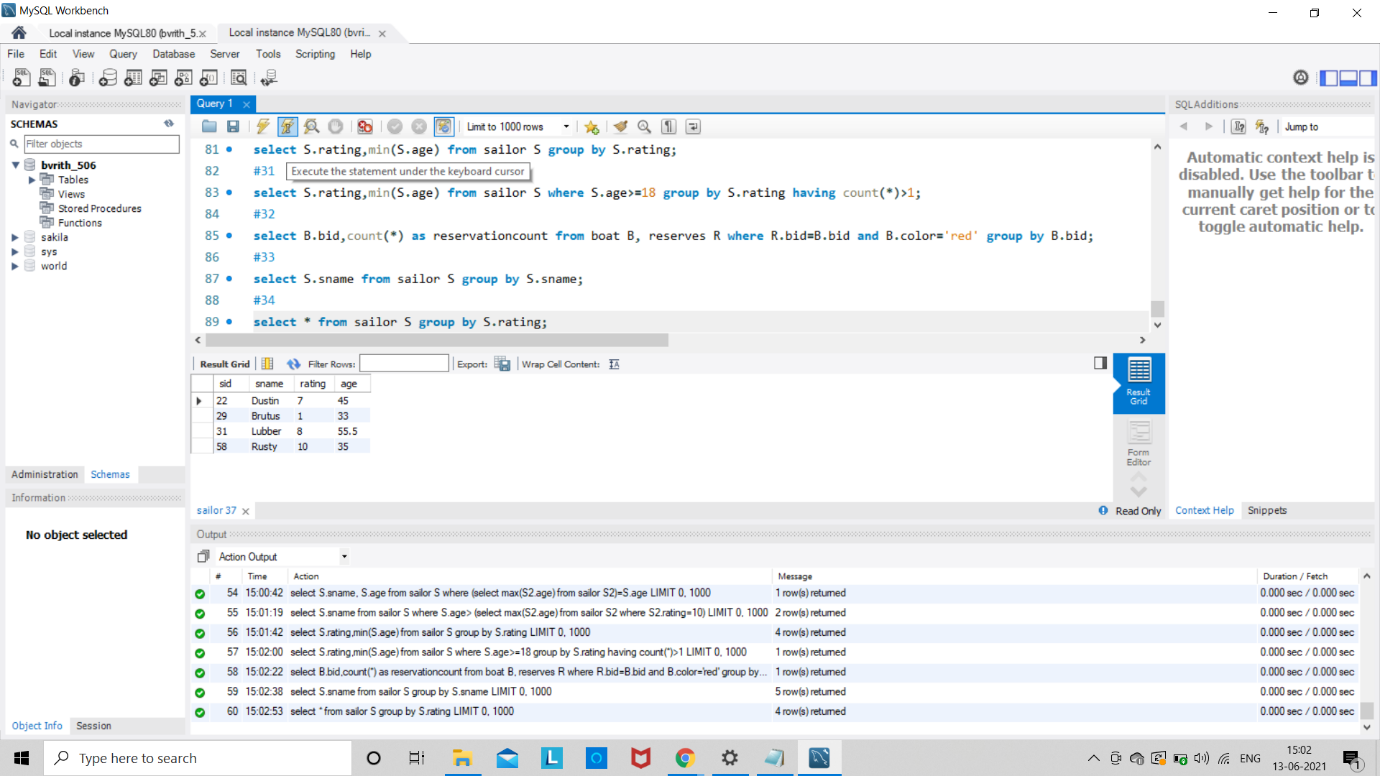 MySQL Workbench
Local instance MySQL80 (bvrith_5.x
Local instance MySQL80 (bvri... x
File Edit View Query Database Server Tools Scripting Help
Navigator
SCHEMAS
Filter objects
bvrith_506
Tables
Views
Stored Procedures
Functions
sakila
sys
world
Administration Schemas
Information
No object selected
Object Info Session
Query 1 x
Limit to 1000 rows
81 select S.rating,min(S.age) from sailor S group by S.rating;
82 #31
Execute the statement under the keyboard cursor
83 select S.rating,min(S.age) from sailor S where S.age>=18 group by S.rating having count(*)>1;
84 #32
85 select B.bid,count(*) as reservationcount from boat B, reserves R where R.bid=B.bid and B.color='red' group by B.bid;
86 #33
87 select S.sname from sailor S group by S.sname;
88 #34
89 select * from sailor S group by S.rating;
Result Grid Filter Rows: Export: Wrap Cell Content:
sid sname rating age
22 Dustin 7 45
29 Brutus 1 33
31 Lubber 8 55.5
58 Rusty 10 35
Result
Grid
Form
Editor
sailor 37 x
Read Only
SQLAdditions
Jump to
Automatic context help is
disabled. Use the toolbar t
manually get help for the
current caret position or to
toggle automatic help.
Context Help Snippets
Output
Action Output
# Time Action Message Duration / Fetch
54 15:00:42 select S.sname, S.age from sailor S where (select max(S2.age) from sailor S2)=S.age LIMIT 0, 1000 1 row(s) returned 0.000 sec / 0.000 sec
55 15:01:19 select S.sname from sailor S where S.age> (select max(S2.age) from sailor S2 where S2.rating=10) LIMIT 0, 1000 2 row(s) returned 0.000 sec / 0.000 sec
56 15:01:42 select S.rating,min(S.age) from sailor S group by S.rating LIMIT 0, 1000 4 row(s) returned 0.000 sec / 0.000 sec
57 15:02:00 select S.rating,min(S.age) from sailor S where S.age>=18 group by S.rating having count(*)>1 LIMIT 0, 1000 1 row(s) returned 0.000 sec / 0.000 sec
58 15:02:22 select B.bid,count(*) as reservationcount from boat B, reserves R where R.bid=B.bid and B.color='red' group by... 1 row(s) returned 0.000 sec / 0.000 sec
59 15:02:38 select S.sname from sailor S group by S.sname LIMIT 0, 1000 5 row(s) returned 0.000 sec / 0.000 sec
60 15:02:53 select * from sailor S group by S.rating LIMIT 0, 1000 4 row(s) returned 0.000 sec / 0.000 sec
Type here to search
L
ENG
15:02
13-06-2021
1